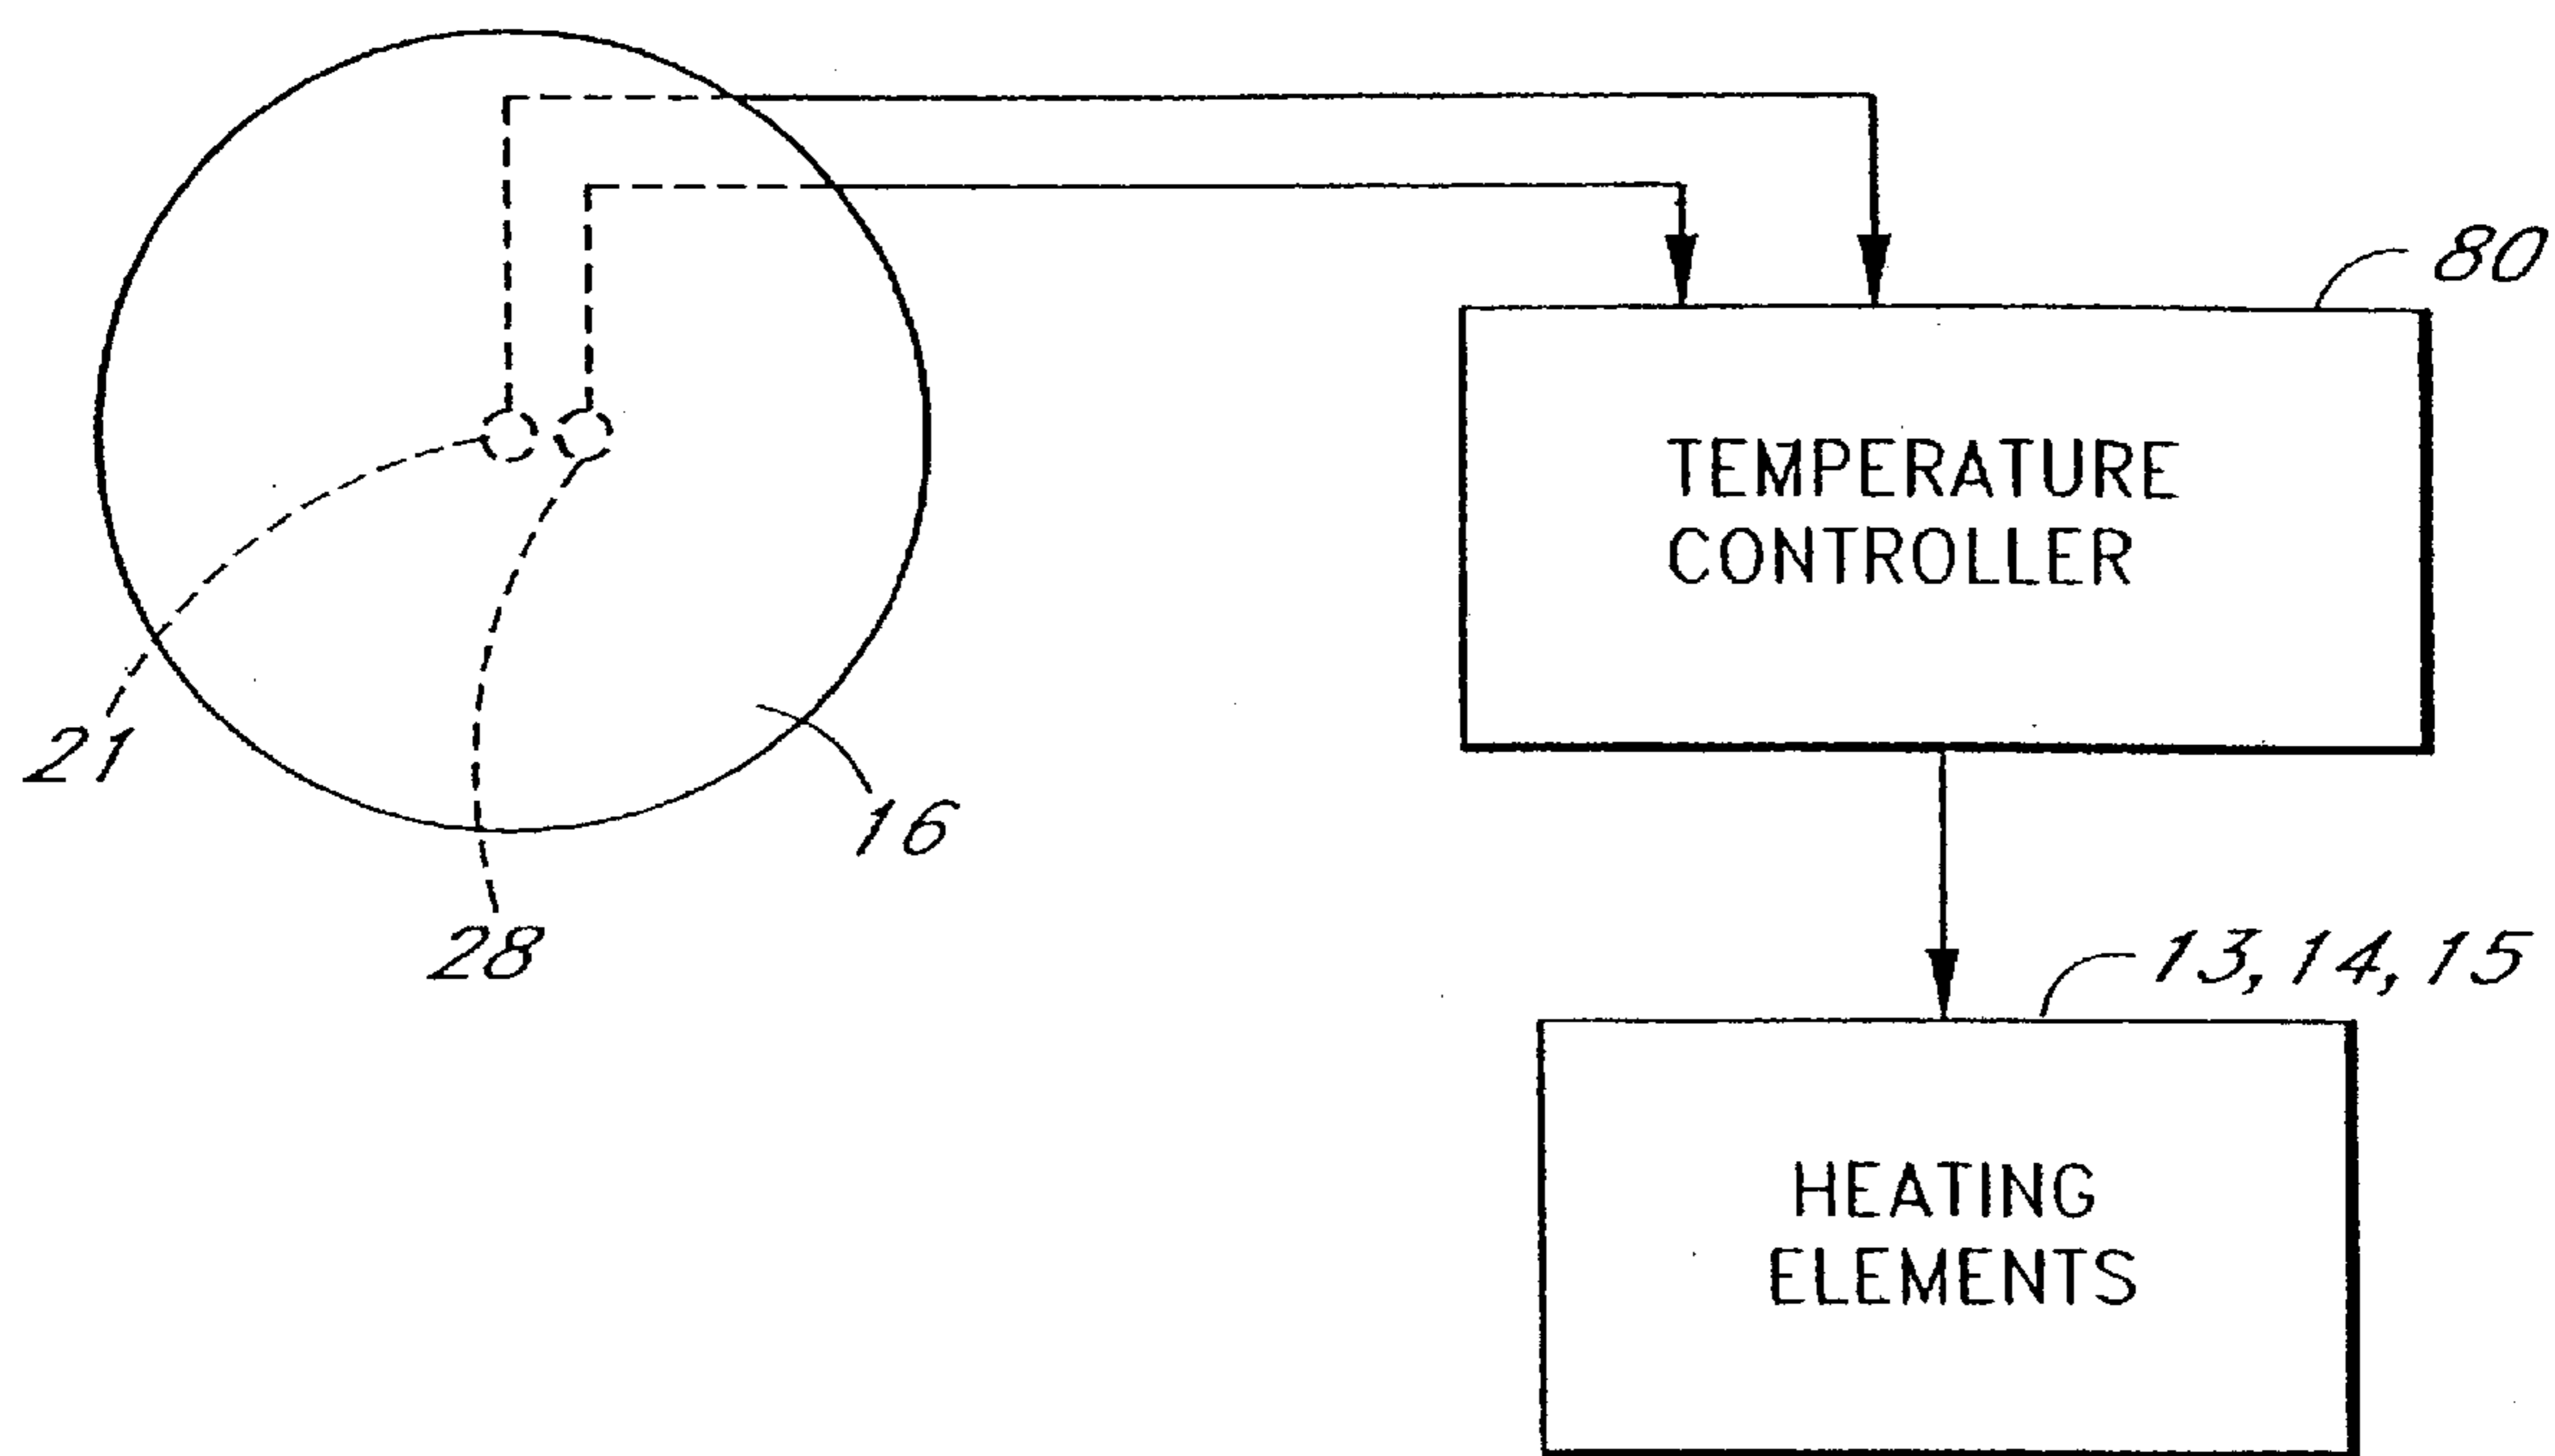 80
TEMPERATURE
CONTROLLER
21
16
28
13, 14, 15
HEATING
ELEMENTS